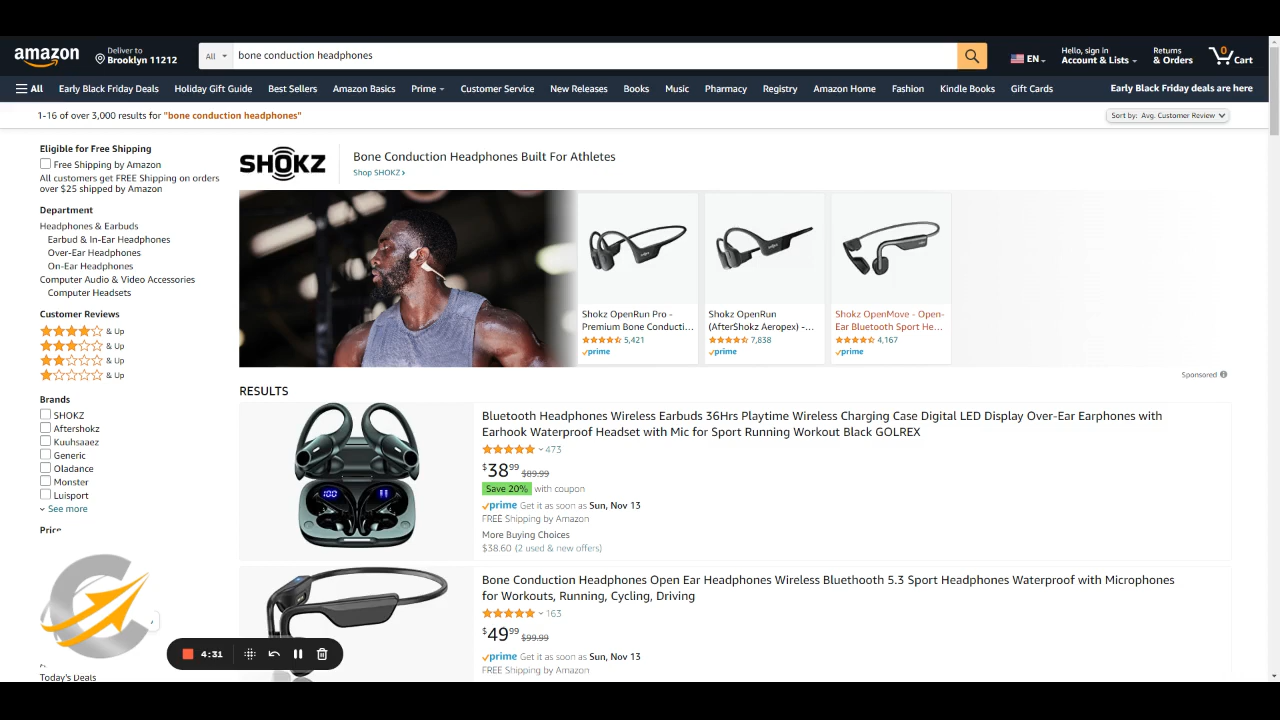 amazon
Deliver to
Brooklyn 11212
All
bone conduction headphones
EN
Hello, sign in
Account & Lists
Returns
& Orders
0
Cart
All
Early Black Friday Deals
Holiday Gift Guide
Best Sellers
Amazon Basics
Prime
Customer Service
New Releases
Books
Music
Pharmacy
Registry
Amazon Home
Fashion
Kindle Books
Gift Cards
Early Black Friday deals are here
1-16 of over 3,000 results for "bone conduction headphones"
Sort by: Avg. Customer Review
Eligible for Free Shipping
Free Shipping by Amazon
All customers get FREE Shipping on orders
over $25 shipped by Amazon
Department
Headphones & Earbuds
Earbud & In-Ear Headphones
Over-Ear Headphones
On-Ear Headphones
Computer Audio & Video Accessories
Computer Headsets
Customer Reviews
& Up
& Up
& Up
& Up
Brands
SHOKZ
Aftershokz
Kuuhsaaez
Generic
Oladance
Monster
Luisport
See more
Price
Today's Deals
4:31
SHOKZ
Bone Conduction Headphones Built For Athletes
Shop SHOKZ
Shokz OpenRun Pro -
Premium Bone Conducti...
5,421
prime
Shokz OpenRun
(AfterShokz Aeropex) -...
7,838
prime
Shokz OpenMove - Open-
Ear Bluetooth Sport He...
4,167
prime
Sponsored
RESULTS
100
Bluetooth Headphones Wireless Earbuds 36Hrs Playtime Wireless Charging Case Digital LED Display Over-Ear Earphones with
Earhook Waterproof Headset with Mic for Sport Running Workout Black GOLREX
473
$38.99 $89.99
Save 20% with coupon
prime Get it as soon as Sun, Nov 13
FREE Shipping by Amazon
More Buying Choices
$38.60 (2 used & new offers)
Bone Conduction Headphones Open Ear Headphones Wireless Bluethooth 5.3 Sport Headphones Waterproof with Microphones
for Workouts, Running, Cycling, Driving
163
$49.99 $99.99
prime Get it as soon as Sun, Nov 13
FREE Shipping by Amazon